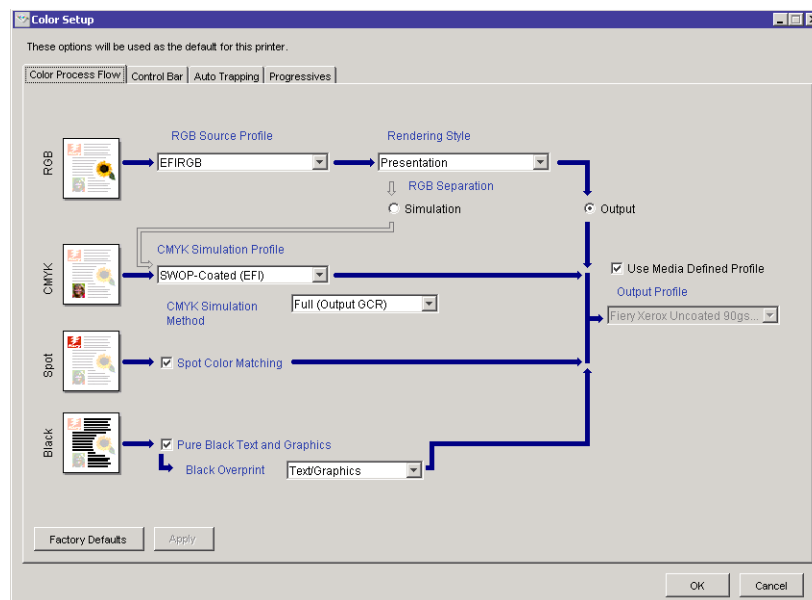 Color Setup
These options will be used as the default for this printer.
Color Process Flow Control Bar Auto Trapping Progressives
RGB
RGB Source Profile
EFIRGB
Rendering Style
Presentation
RGB Separation
Simulation
Output
CMYK
CMYK Simulation Profile
SWOP-Coated (EFI)
CMYK Simulation
Method
Full (Output GCR)
Use Media Defined Profile
Output Profile
Fiery Xerox Uncoated 90gs...
Spot
Spot Color Matching
Black
Pure Black Text and Graphics
Black Overprint
Text/Graphics
Factory Defaults
Apply
OK
Cancel